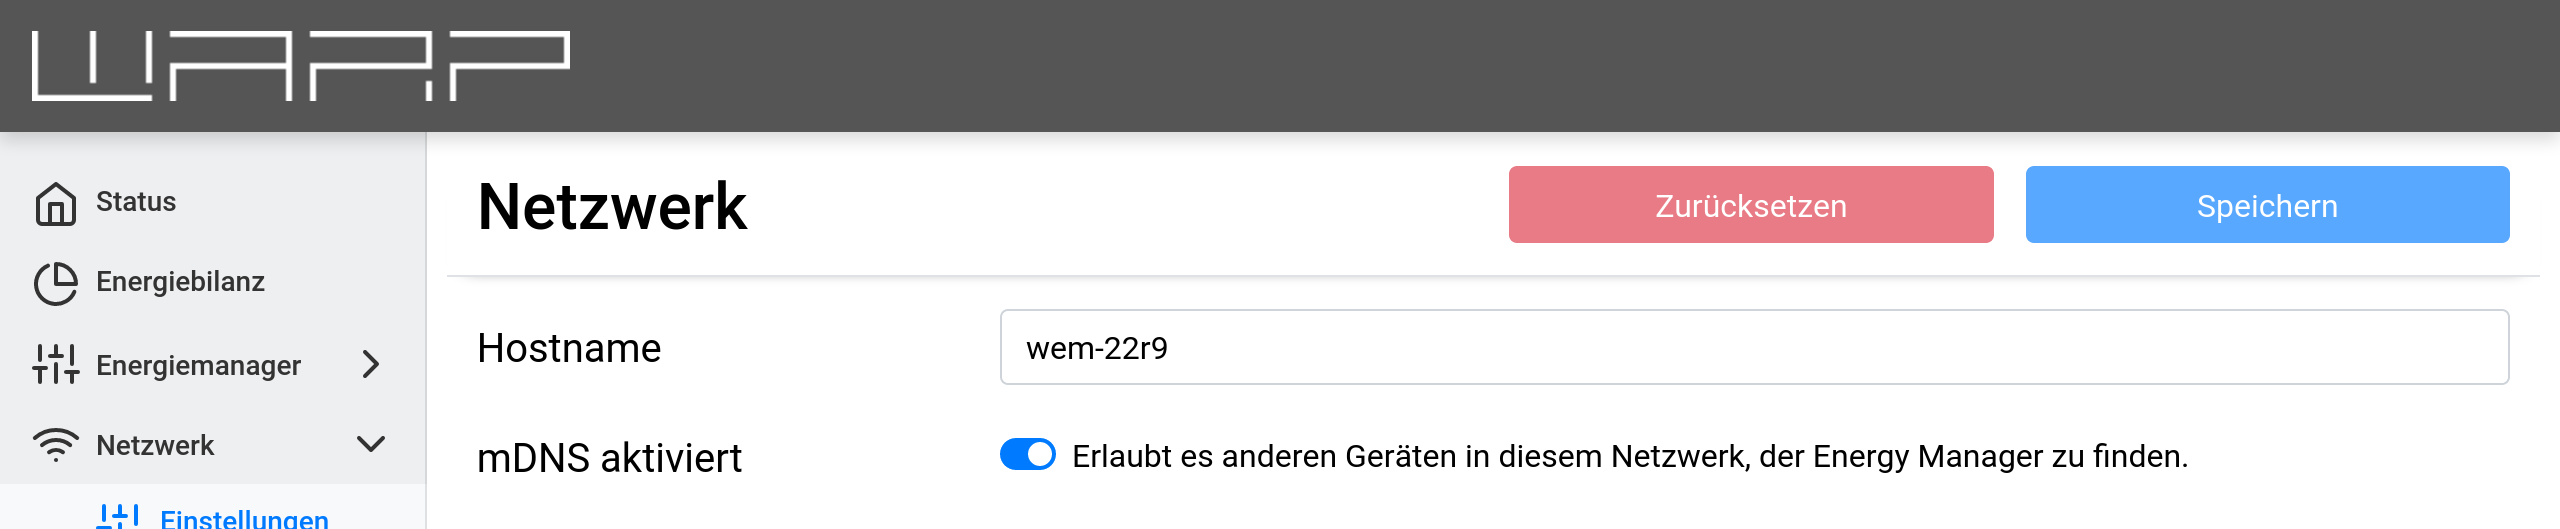 WARP
Status
Energiebilanz
Energiemanager
Netzwerk
Einstellungen
Netzwerk
Zurücksetzen
Speichern
Hostname
wem-22r9
mDNS aktiviert
Erlaubt es anderen Geräten in diesem Netzwerk, der Energy Manager zu finden.